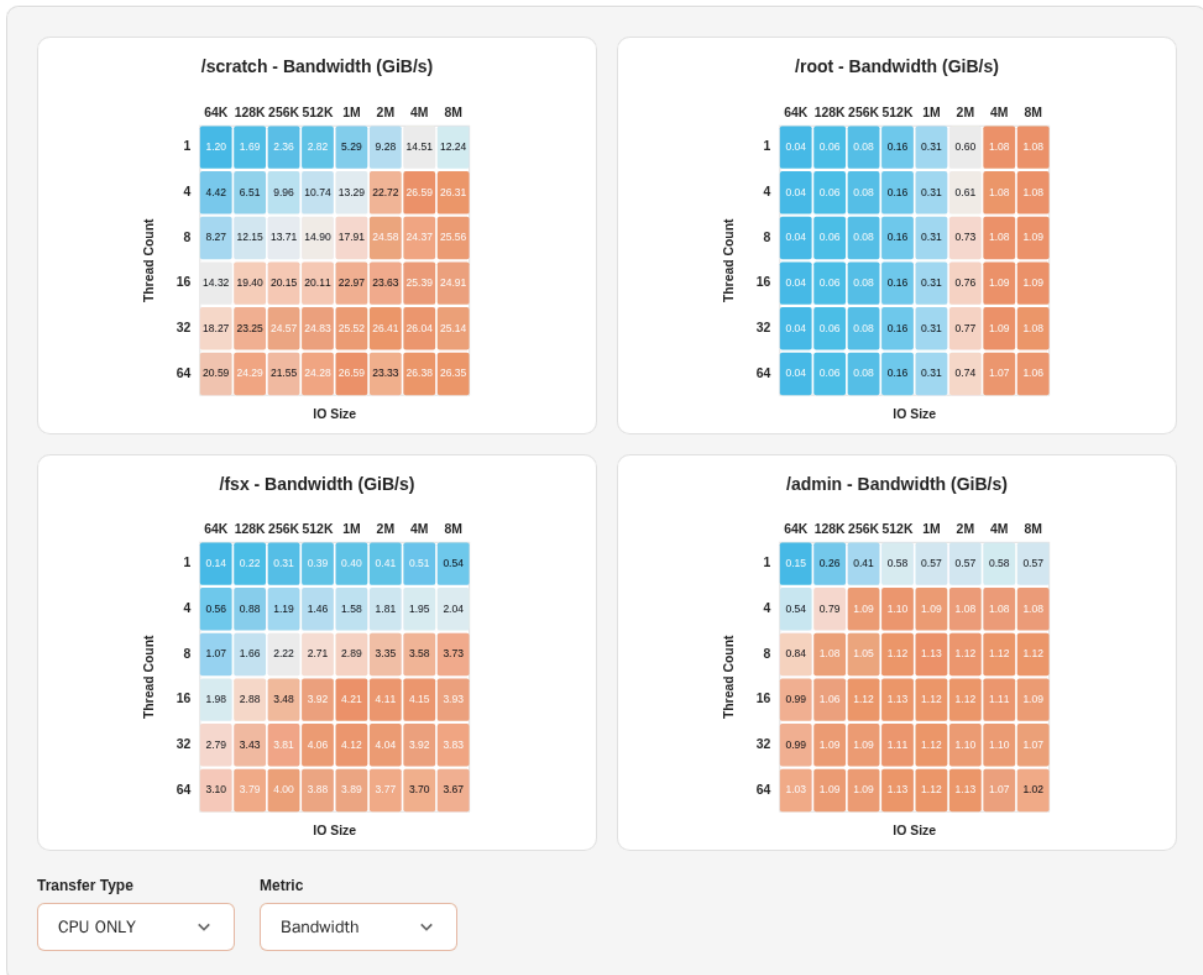 /scratch - Bandwidth (GiB/s)
64K 128K 256K 512K 1M 2M 4M 8M
1 1.20 1.69 2.36 2.82 5.29 9.28 14.51 12.24
4 4.42 6.51 9.96 10.74 13.29 22.72 26.59 26.31
8 8.27 12.15 13.71 14.90 17.91 24.58 24.37 25.56
16 14.32 19.40 20.15 20.11 22.97 23.63 25.39 24.91
32 18.27 23.25 24.57 24.83 25.52 26.41 26.04 25.14
64 20.59 24.29 21.55 24.28 26.59 23.33 26.38 26.35
Thread Count
IO Size
/root - Bandwidth (GiB/s)
64K 128K 256K 512K 1M 2M 4M 8M
1 0.04 0.06 0.08 0.16 0.31 0.60 1.08 1.08
4 0.04 0.06 0.08 0.16 0.31 0.61 1.08 1.08
8 0.04 0.06 0.08 0.16 0.31 0.73 1.08 1.09
16 0.04 0.06 0.08 0.16 0.31 0.76 1.09 1.09
32 0.04 0.06 0.08 0.16 0.31 0.77 1.09 1.08
64 0.04 0.06 0.08 0.16 0.31 0.74 1.07 1.06
Thread Count
IO Size
/fsx - Bandwidth (GiB/s)
64K 128K 256K 512K 1M 2M 4M 8M
1 0.14 0.22 0.31 0.39 0.40 0.41 0.51 0.54
4 0.56 0.88 1.19 1.46 1.58 1.81 1.95 2.04
8 1.07 1.66 2.22 2.71 2.89 3.35 3.58 3.73
16 1.98 2.88 3.48 3.92 4.21 4.11 4.15 3.93
32 2.79 3.43 3.81 4.06 4.12 4.04 3.92 3.83
64 3.10 3.79 4.00 3.88 3.89 3.77 3.70 3.67
Thread Count
IO Size
/admin - Bandwidth (GiB/s)
64K 128K 256K 512K 1M 2M 4M 8M
1 0.15 0.26 0.41 0.58 0.57 0.57 0.58 0.57
4 0.54 0.79 1.09 1.10 1.09 1.08 1.08 1.08
8 0.84 1.08 1.05 1.12 1.13 1.12 1.12 1.12
16 0.99 1.06 1.12 1.13 1.12 1.12 1.11 1.09
32 0.99 1.09 1.09 1.11 1.12 1.10 1.10 1.07
64 1.03 1.09 1.09 1.13 1.12 1.13 1.07 1.02
Thread Count
IO Size
Transfer Type
CPU ONLY
Metric
Bandwidth